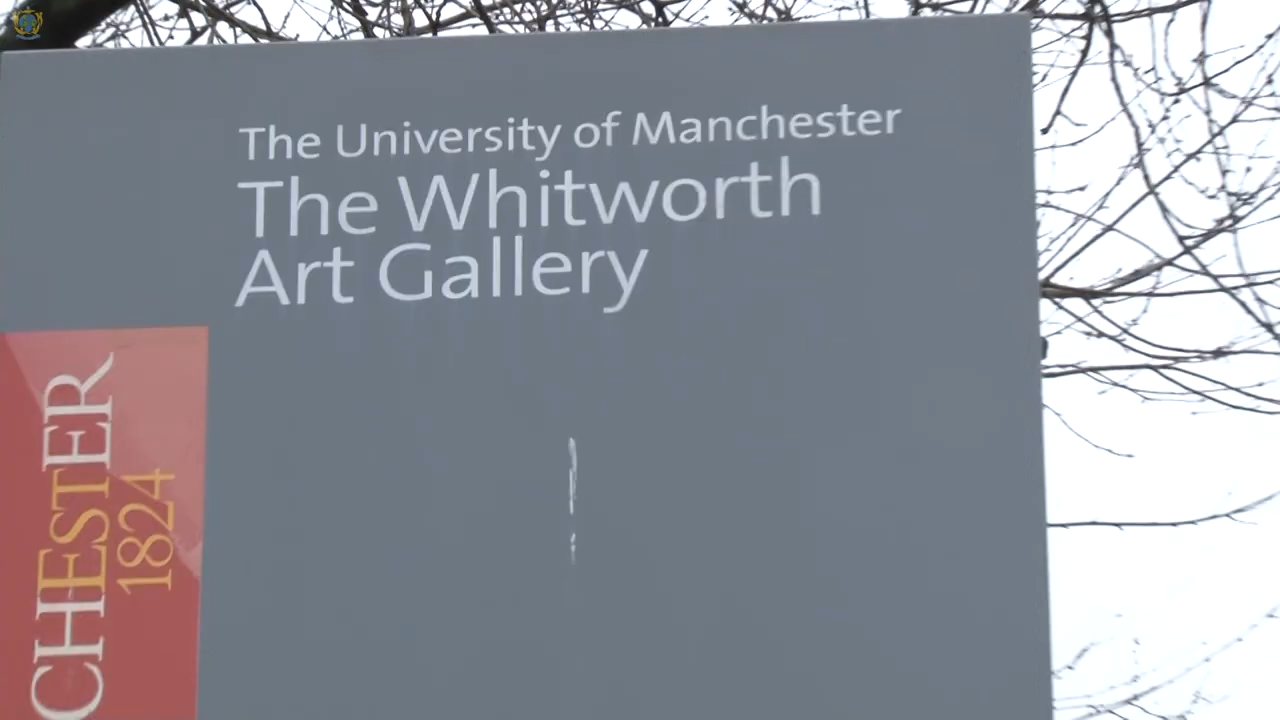 The University of Manchester
The Whitworth
Art Gallery
CHESTER
1824